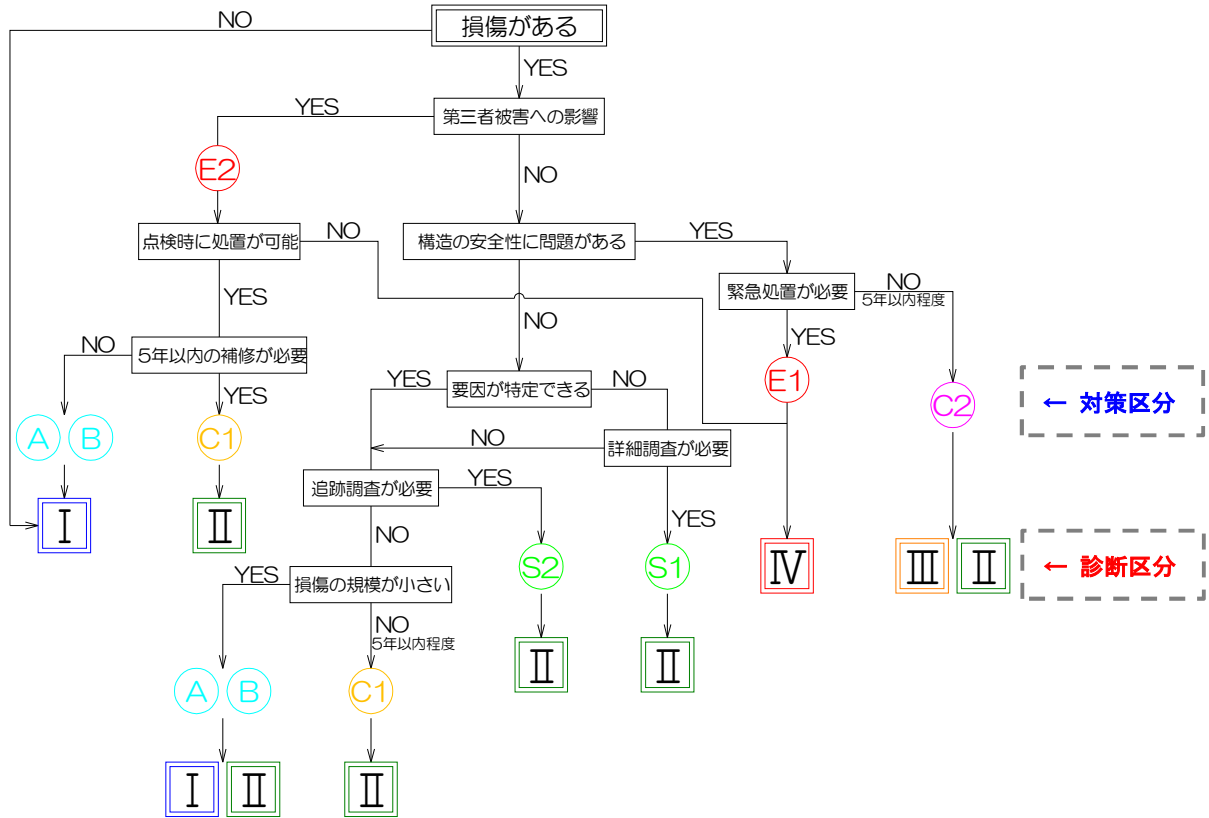 NO
損傷がある
YES
YES
第三者被害への影響
E2
NO
点検時に処置が可能
NO
構造の安全性に問題がある
YES
YES
緊急処置が必要
NO
5年以内程度
NO
YES
NO
5年以内の補修が必要
YES
要因が特定できる
NO
E1
C2
← 対策区分
YES
A
B
C1
NO
詳細調査が必要
追跡調査が必要
YES
YES
Ⅰ
Ⅱ
NO
S2
S1
Ⅳ
Ⅲ
Ⅱ
← 診断区分
YES
損傷の規模が小さい
NO
5年以内程度
Ⅱ
Ⅱ
A
B
C1
Ⅰ
Ⅱ
Ⅱ